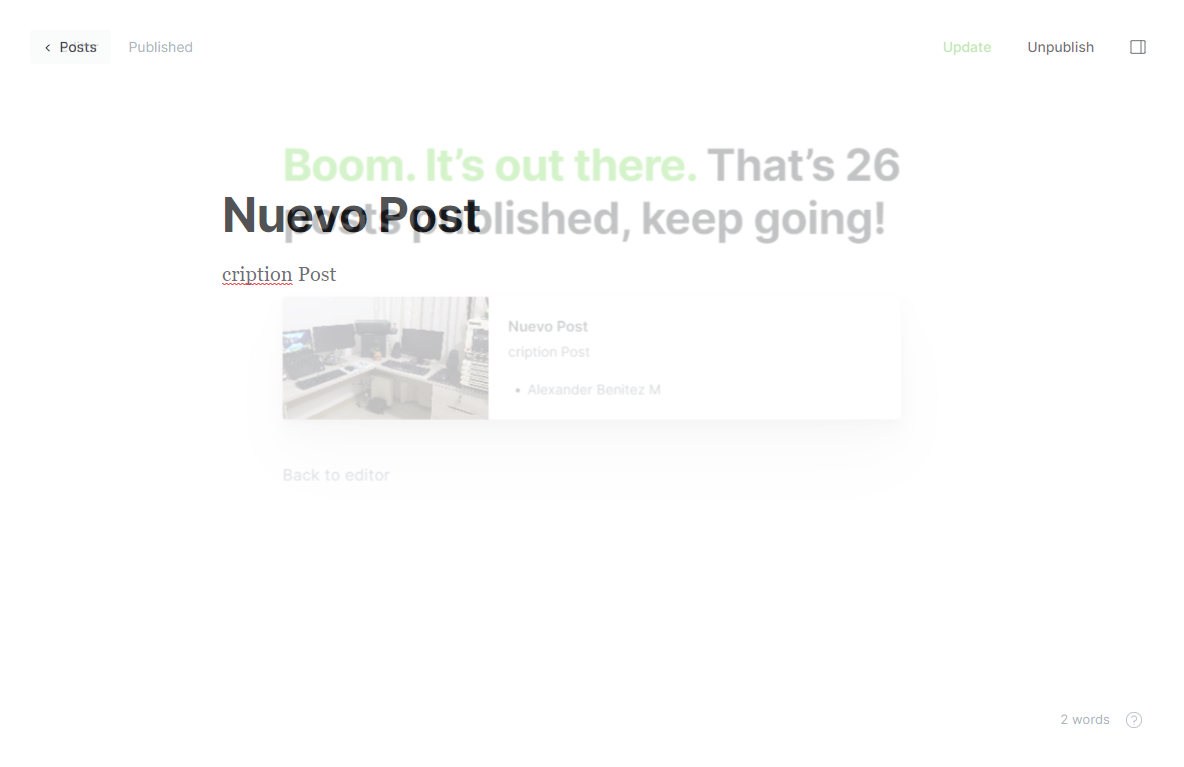 Posts
Published
Update
Unpublish
Boom. It's out there. That's 26
posts published, keep going!
Nuevo Post
cription Post
Nuevo Post
cription Post
• Alexander Benitez M
Back to editor
2 words
?